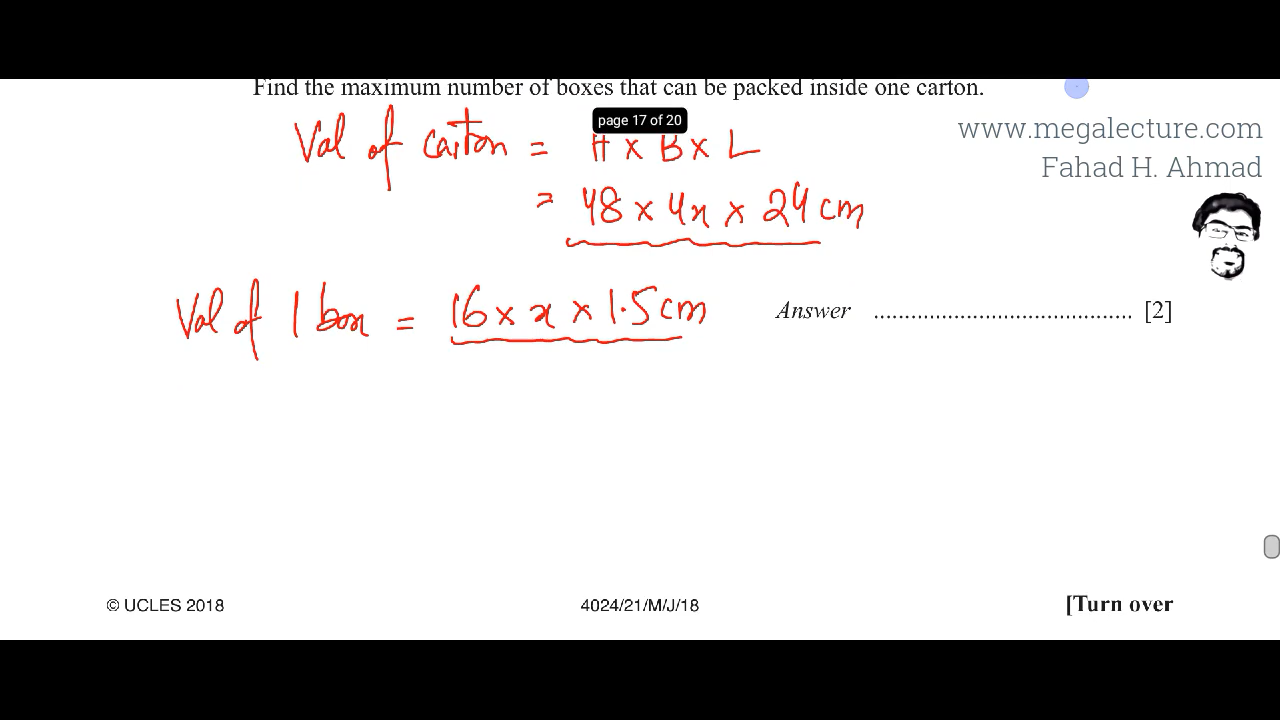 Find the maximum number of boxes that can be packed inside one carton.
page 17 of 20
www.megalecture.com
Fahad H. Ahmad
Vol of carton = H x B x L
= 48 x 4x x 24 cm
Vol of 1 box = 16 x x x 1.5 cm
Answer ........................................ [2]
© UCLES 2018
4024/21/M/J/18
[Turn over